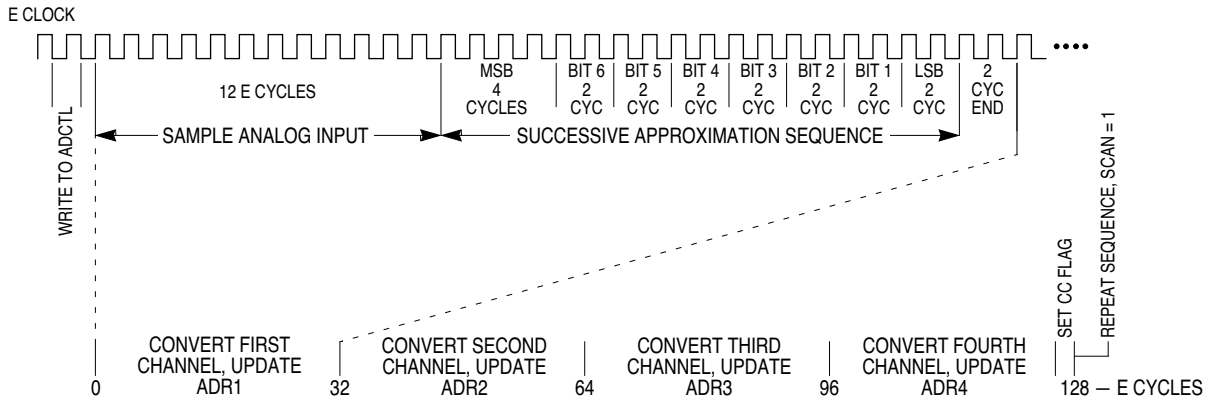 E CLOCK
MSB
4
CYCLES
BIT 6
2
CYC
BIT 5
2
CYC
BIT 4
2
CYC
BIT 3
2
CYC
BIT 2
2
CYC
BIT 1
2
CYC
LSB
2
CYC
2
CYC
END
12 E CYCLES
WRITE TO ADCTL
SAMPLE ANALOG INPUT
SUCCESSIVE APPROXIMATION SEQUENCE
SET CC FLAG
REPEAT SEQUENCE, SCAN = 1
CONVERT FIRST
CHANNEL, UPDATE
ADR1
CONVERT SECOND
CHANNEL, UPDATE
ADR2
CONVERT THIRD
CHANNEL, UPDATE
ADR3
CONVERT FOURTH
CHANNEL, UPDATE
ADR4
0
32
64
96
128 — E CYCLES